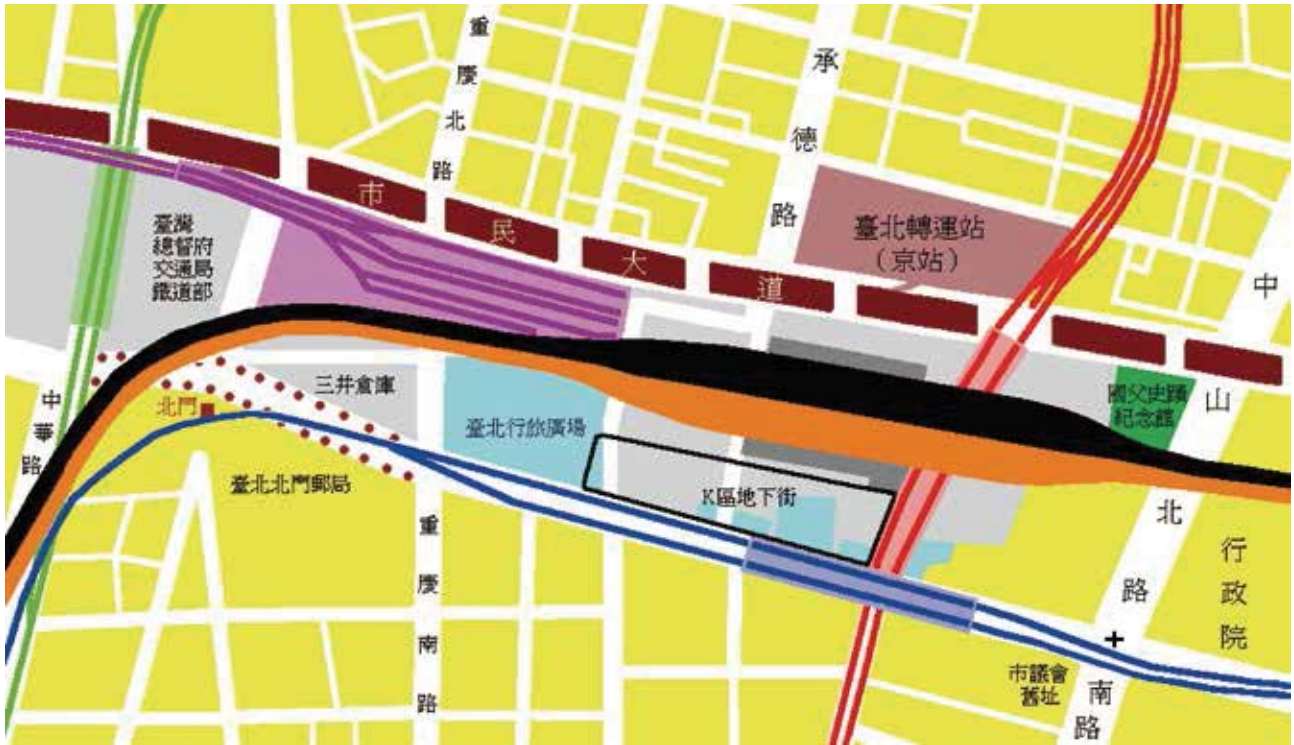 重慶北路
承德路
市民大道
臺北轉運站
（京站）
臺灣
總督府
交通局
鐵道部
中山北路
國父史蹟
紀念館
三井倉庫
北門
中華路
臺北行旅廣場
臺北北門郵局
K區地下街
重慶南路
行政院
市議會
舊址
南路